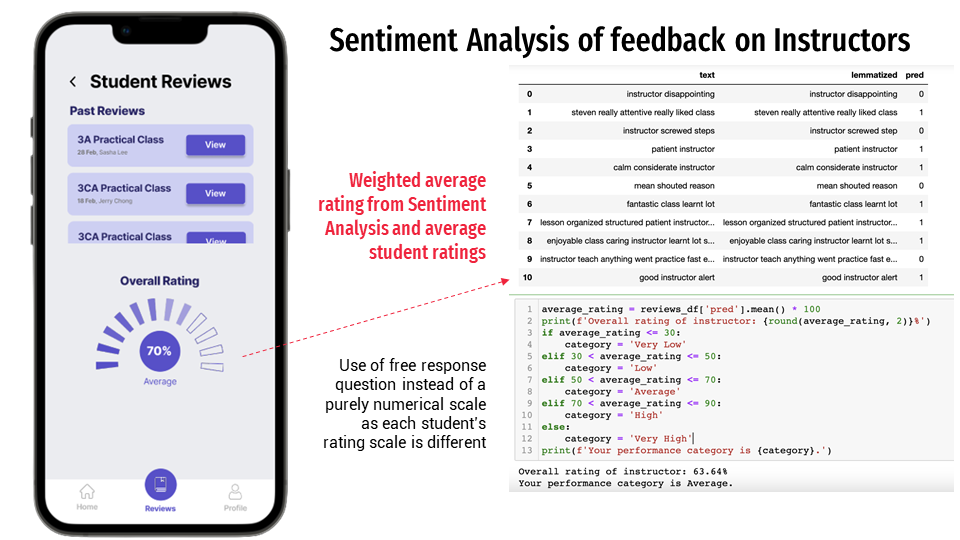 Sentiment Analysis of feedback on Instructors
Student Reviews
Past Reviews
3A Practical Class
28 Feb, Sasha Lee
View
3CA Practical Class
18 Feb, Jerry Chong
View
3CA Practical Class
View
Overall Rating
70%
Average
Home
Reviews
Profile
Weighted average
rating from Sentiment
Analysis and average
student ratings
Use of free response
question instead of a
purely numerical scale
as each student's
rating scale is different
text lemmatized pred
0 instructor disappointing instructor disappointing 0
1 steven really attentive really liked class steven really attentive really liked class 1
2 instructor screwed steps instructor screwed step 0
3 patient instructor patient instructor 1
4 calm considerate instructor calm considerate instructor 1
5 mean shouted reason mean shouted reason 0
6 fantastic class learnt lot fantastic class learnt lot 1
7 lesson organized structured patient instructor... lesson organized structured patient instructor... 1
8 enjoyable class caring instructor learnt lot s... enjoyable class caring instructor learnt lot s... 1
9 instructor teach anything went practice fast e... instructor teach anything went practice fast e... 0
10 good instructor alert good instructor alert 1
1 average_rating = reviews_df['pred'].mean() * 100
2 print(f'Overall rating of instructor: {round(average_rating, 2)}%')
3 if average_rating <= 30:
4 category = 'Very Low'
5 elif 30 < average_rating <= 50:
6 category = 'Low'
7 elif 50 < average_rating <= 70:
8 category = 'Average'
9 elif 70 < average_rating <= 90:
10 category = 'High'
11 else:
12 category = 'Very High'
13 print(f'Your performance category is {category}.')
Overall rating of instructor: 63.64%
Your performance category is Average.